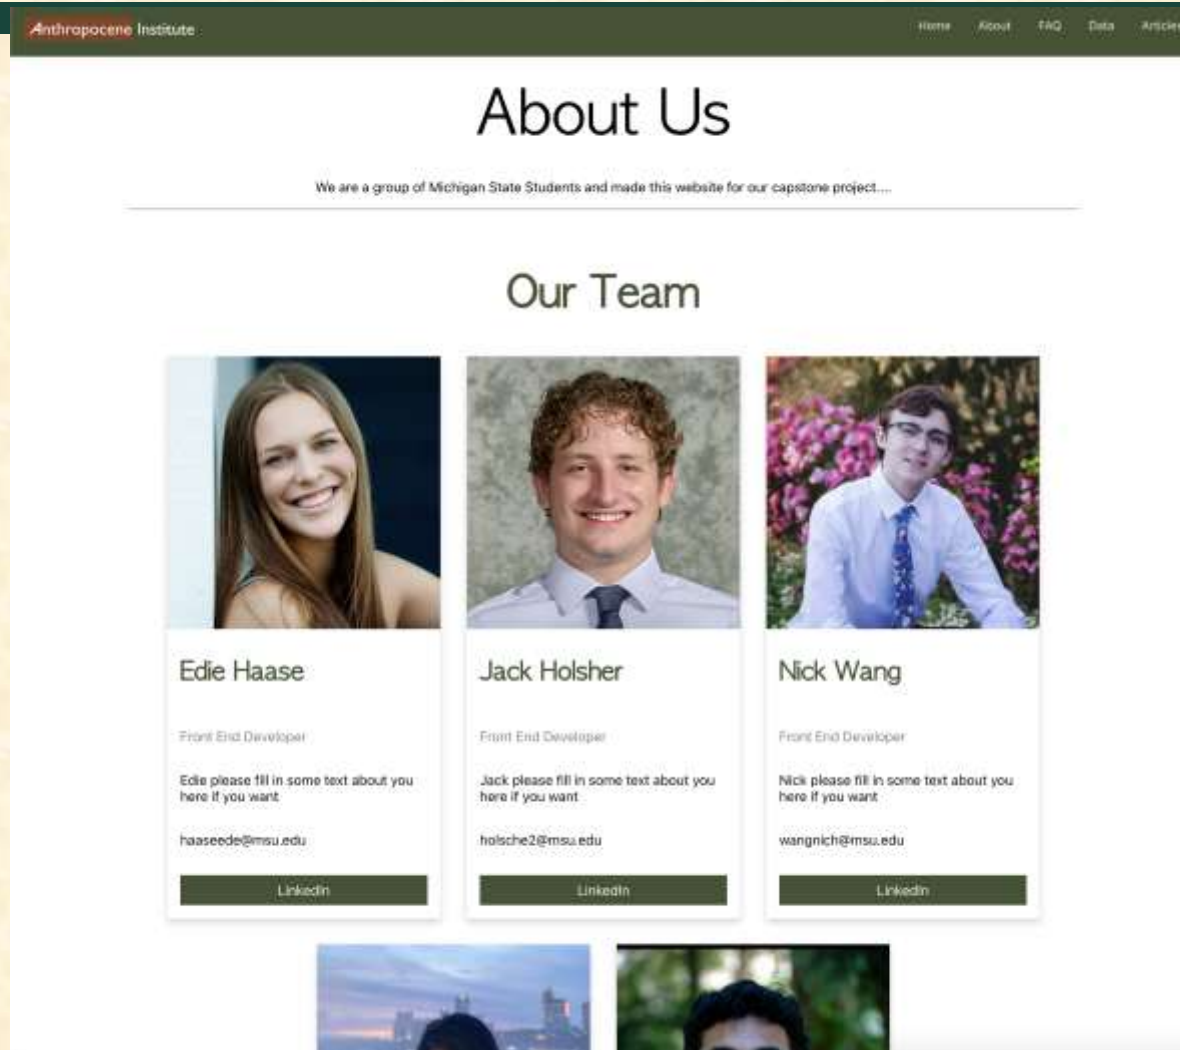 Anthropocene Institute
Home About FAQ Data Articles
About Us
We are a group of Michigan State Students and made this website for our capstone project....
Our Team
Edie Haase
Front End Developer
Edie please fill in some text about you
here if you want
haaseede@msu.edu
LinkedIn
Jack Holsher
Front End Developer
Jack please fill in some text about you
here if you want
holsche2@msu.edu
LinkedIn
Nick Wang
Front End Developer
Nick please fill in some text about you
here if you want
wangnich@msu.edu
LinkedIn